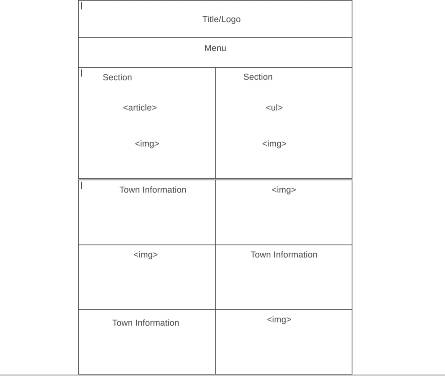 Title/Logo
Menu
Section
<article>
<img>
Section
<ul>
<img>
Town Information
<img>
<img>
Town Information
Town Information
<img>